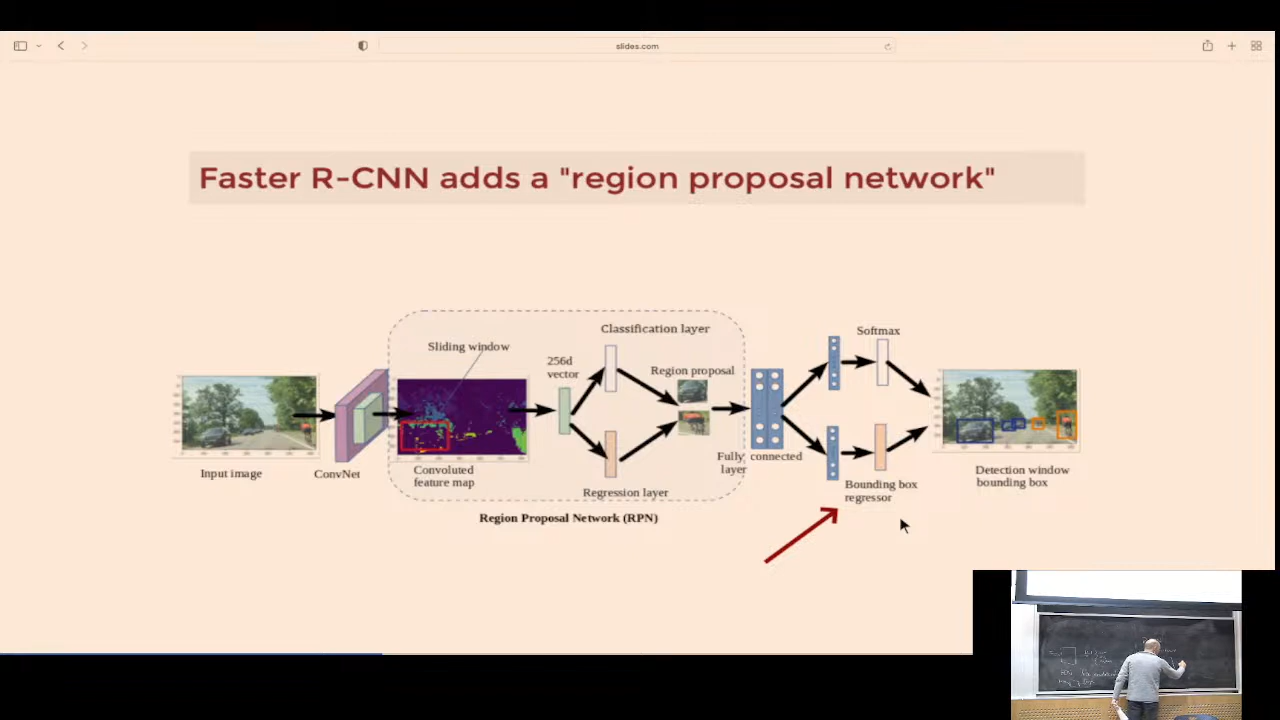 slides.com
Faster R-CNN adds a "region proposal network"
Sliding window
256d
vector
Classification layer
Region proposal
Softmax
Input image
ConvNet
Convoluted
feature map
Regression layer
Fully connected
layer
Bounding box
regressor
Detection window
bounding box
Region Proposal Network (RPN)